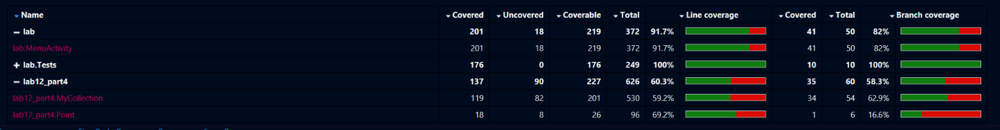 Name Covered Uncovered Coverable Total Line coverage Covered Total Branch coverage
lab 201 18 219 372 91.7% 41 50 82%
lab.MenuActivity 201 18 219 372 91.7% 41 50 82%
lab.Tests 176 0 176 249 100% 10 10 100%
lab12_part4 137 90 227 626 60.3% 35 60 58.3%
lab12_part4.MyCollection 119 82 201 530 59.2% 34 54 62.9%
lab12_part4.Point 18 8 26 96 69.2% 1 6 16.6%